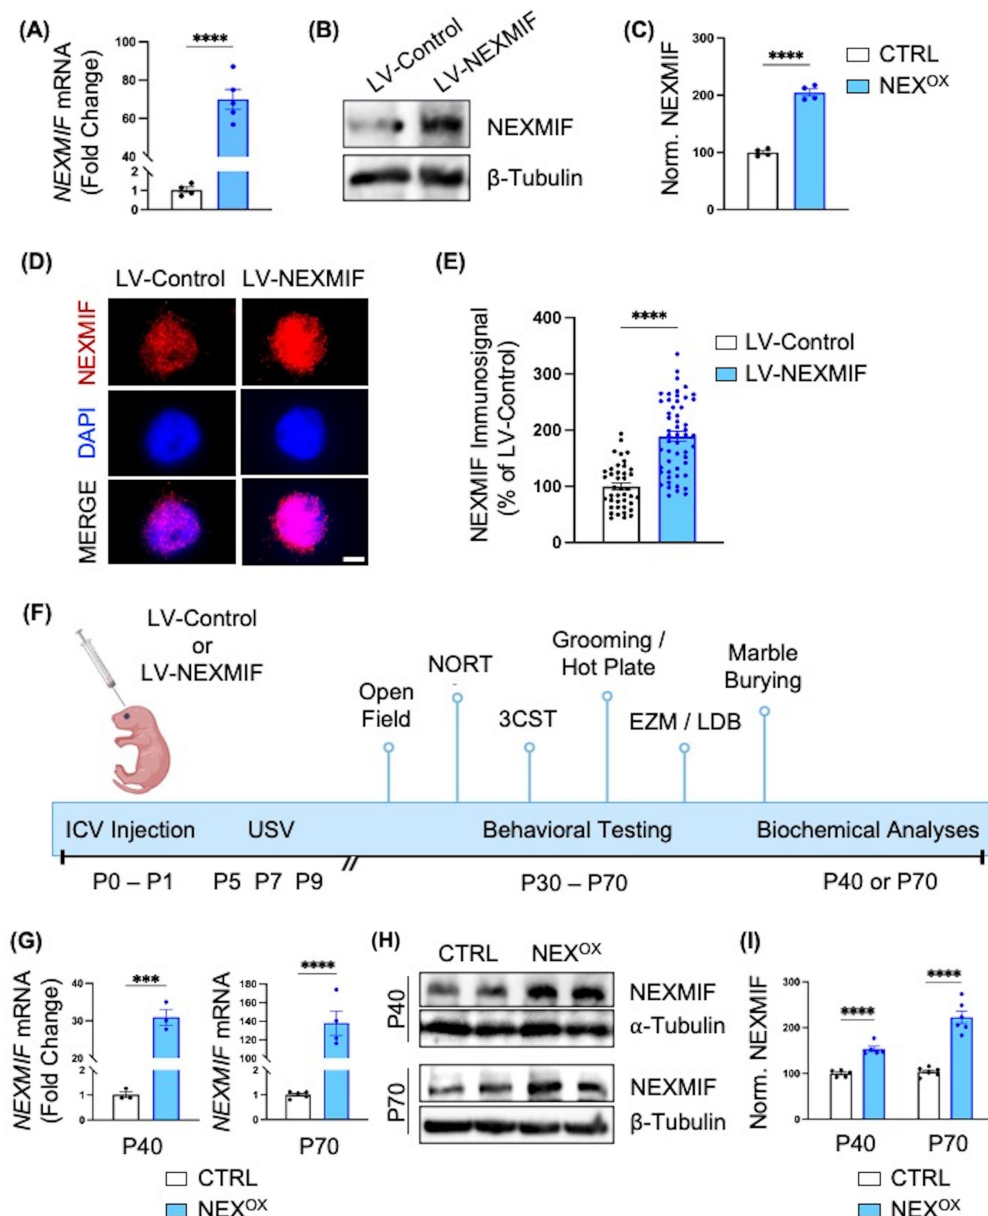 (A)
NEXMIF mRNA
(Fold Change)
100
80
60
40
2
1
0
****
(B)
LV-Control
LV-NEXMIF
NEXMIF
β-Tubulin
(C)
Norm. NEXMIF
300
200
100
0
****
CTRL
NEXᴼˣ
(D)
LV-Control LV-NEXMIF
NEXMIF
DAPI
MERGE
(E)
NEXMIF Immunosignal
(% of LV-Control)
400
300
200
100
0
****
LV-Control
LV-NEXMIF
(F)
LV-Control
or
LV-NEXMIF
Open
Field
NORT
3CST
Grooming /
Hot Plate
EZM / LDB
Marble
Burying
ICV Injection USV Behavioral Testing Biochemical Analyses
P0 – P1 P5 P7 P9 P30 – P70 P40 or P70
(G)
NEXMIF mRNA
(Fold Change)
40
30
20
2
1
0
***
P40
NEXMIF mRNA
180
160
140
120
100
2
1
0
****
P70
CTRL
NEXᴼˣ
(H)
CTRL NEXᴼˣ
P40
NEXMIF
α-Tubulin
P70
NEXMIF
β-Tubulin
(I)
Norm. NEXMIF
300
200
100
0
****
****
P40 P70
CTRL
NEXᴼˣ